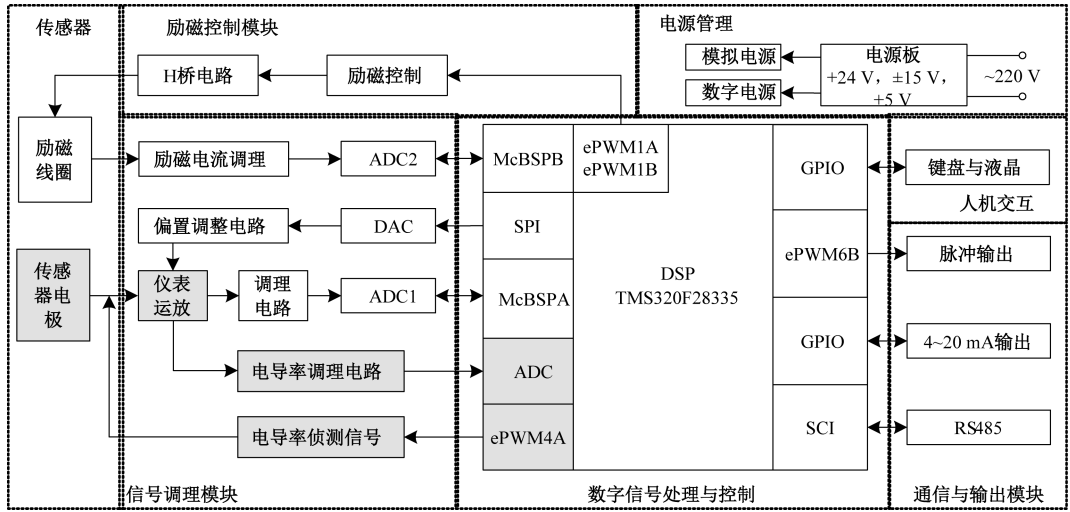 传感器
励磁控制模块
电源管理
H桥电路
励磁控制
模拟电源
数字电源
电源板
+24 V，±15 V，
+5 V
~220 V
励磁
线圈
励磁电流调理
ADC2
McBSPB
ePWM1A
ePWM1B
GPIO
键盘与液晶
人机交互
偏置调整电路
DAC
SPI
ePWM6B
脉冲输出
传感
器电
极
仪表
运放
调理
电路
ADC1
McBSPA
DSP
TMS320F28335
GPIO
4~20 mA输出
电导率调理电路
ADC
电导率侦测信号
ePWM4A
SCI
RS485
信号调理模块
数字信号处理与控制
通信与输出模块